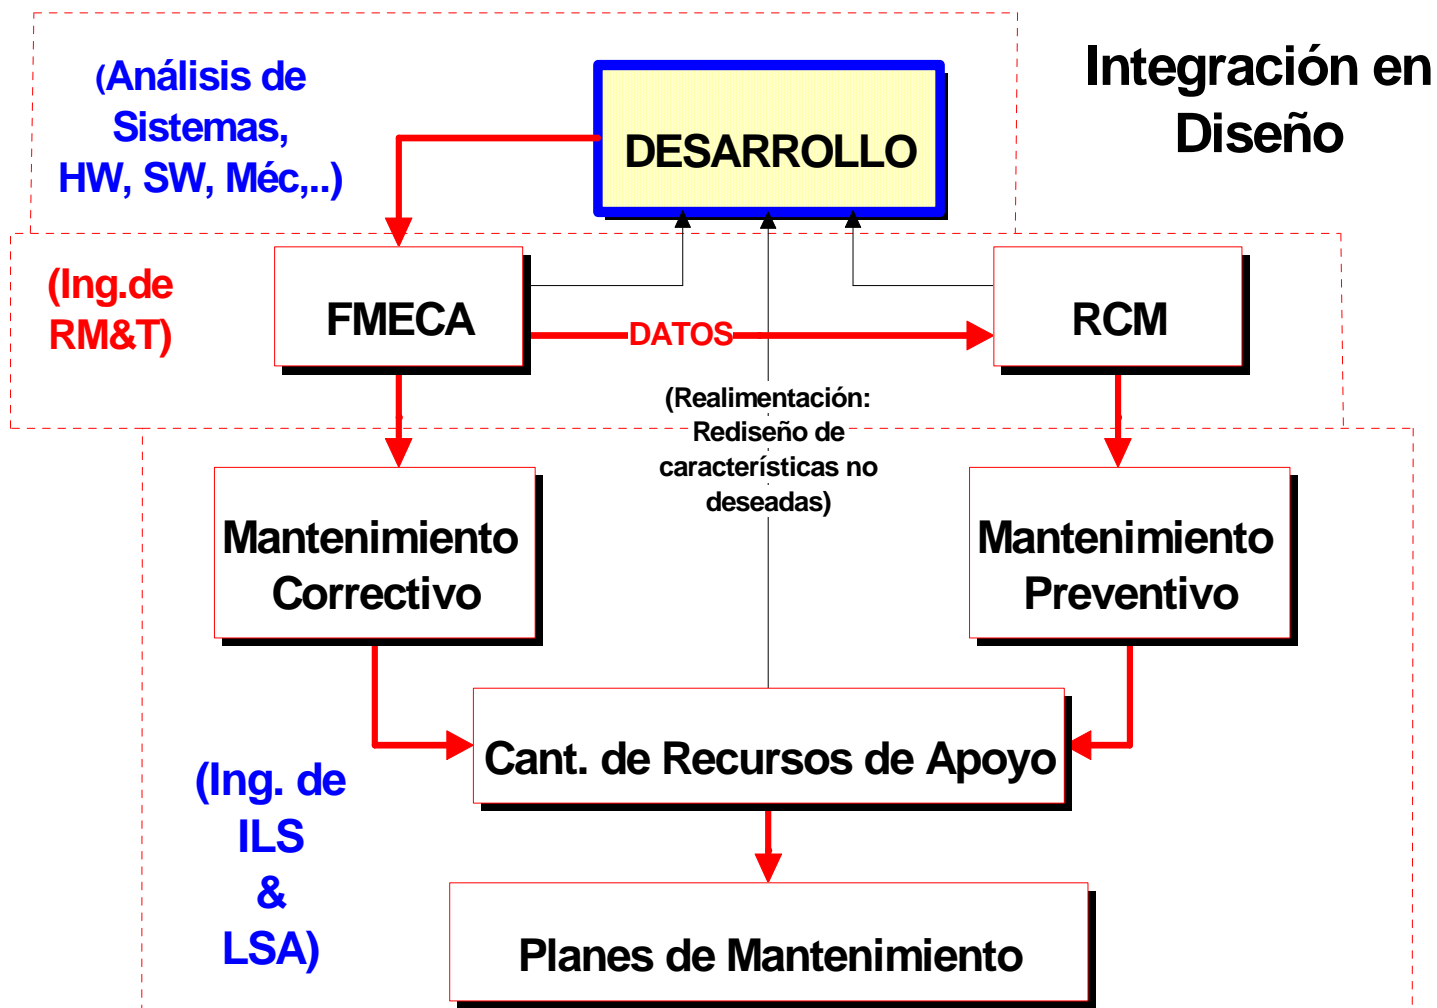 Integración en
Diseño
(Análisis de
Sistemas,
HW, SW, Méc,..)
DESARROLLO
(Ing.de
RM&T)
FMECA
DATOS
RCM
(Realimentación:
Rediseño de
características no
deseadas)
Mantenimiento
Correctivo
Mantenimiento
Preventivo
Cant. de Recursos de Apoyo
(Ing. de
ILS
&
LSA)
Planes de Mantenimiento